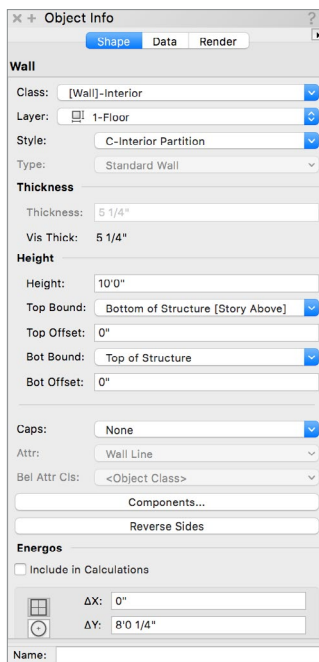 Object Info
?
Shape Data Render
Wall
Class: [Wall]-Interior
Layer: 1-Floor
Style: C-Interior Partition
Type: Standard Wall
Thickness
Thickness: 5 1/4"
Vis Thick: 5 1/4"
Height
Height: 10'0"
Top Bound: Bottom of Structure [Story Above]
Top Offset: 0"
Bot Bound: Top of Structure
Bot Offset: 0"
Caps: None
Attr: Wall Line
Bel Attr Cls: <Object Class>
Components...
Reverse Sides
Energos
Include in Calculations
ΔX: 0"
ΔY: 8'0 1/4"
Name: